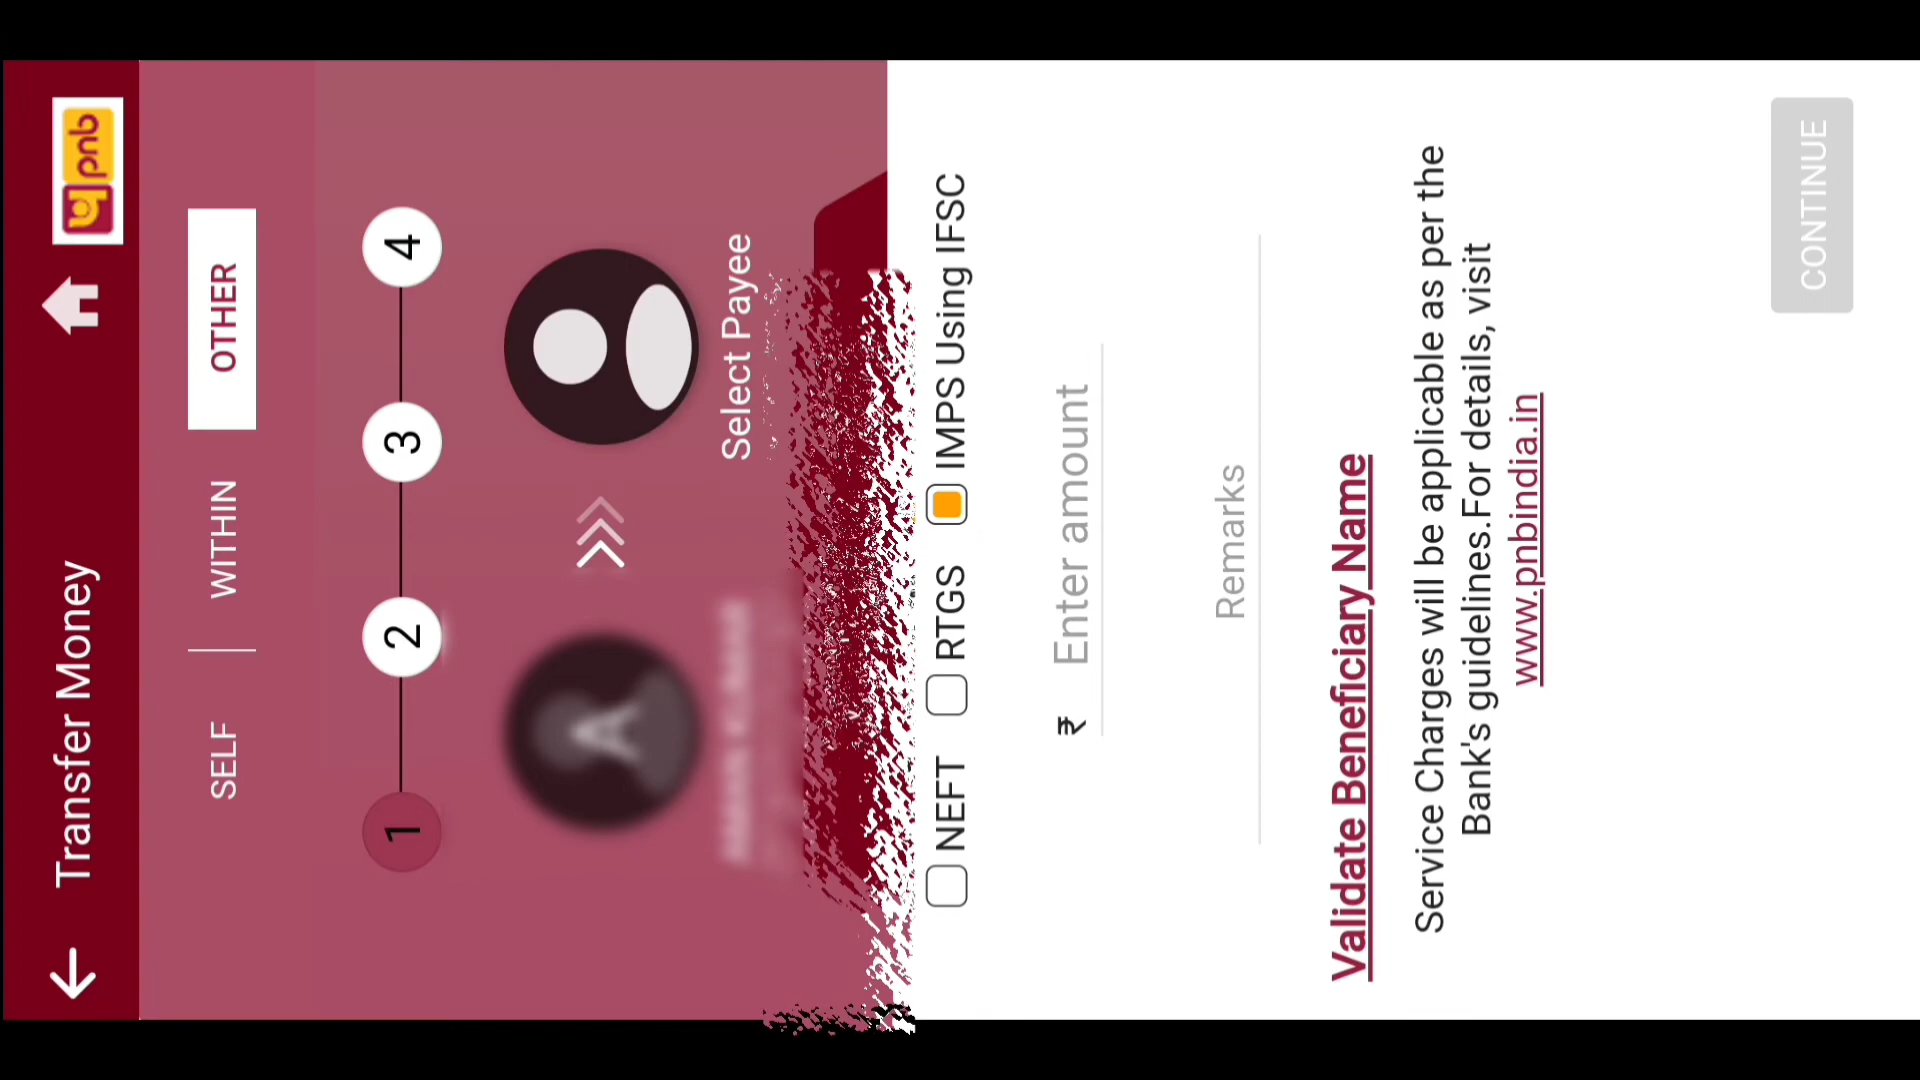 Transfer Money
pnb
SELF
WITHIN
OTHER
1
2
3
4
A
Select Payee
NEFT
RTGS
IMPS Using IFSC
₹ Enter amount
Remarks
Validate Beneficiary Name
Service Charges will be applicable as per the
Bank's guidelines.For details, visit
www.pnbindia.in
CONTINUE